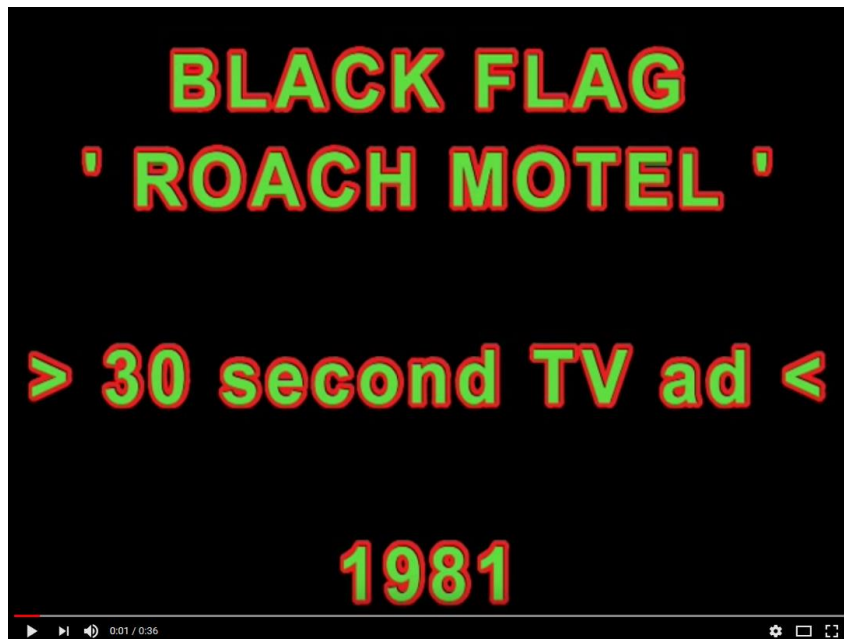 BLACK FLAG
' ROACH MOTEL '
> 30 second TV ad <
1981
0:01 / 0:36